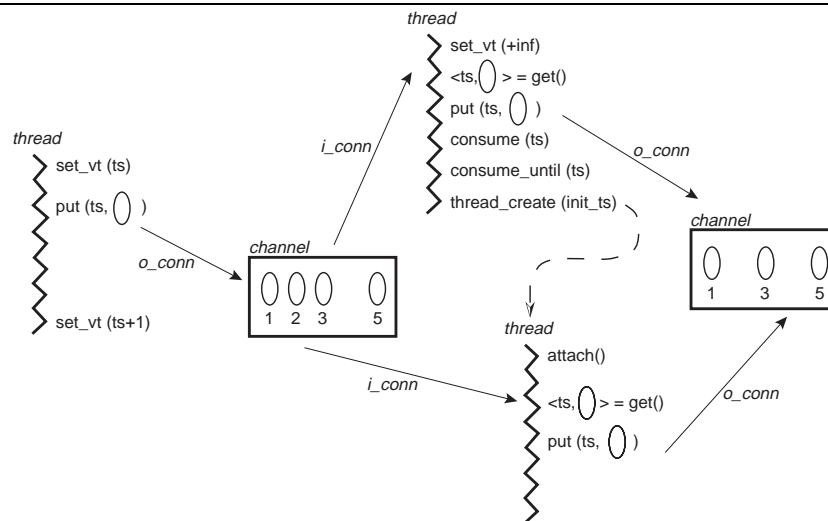 thread
set_vt (+inf)
<ts, > = get()
put (ts, )
consume (ts)
consume_until (ts)
thread_create (init_ts)
i_conn
o_conn
thread
set_vt (ts)
put (ts, )
o_conn
set_vt (ts+1)
channel
1 2 3 5
channel
1 3 5
i_conn
thread
attach()
<ts, > = get()
put (ts, )
o_conn